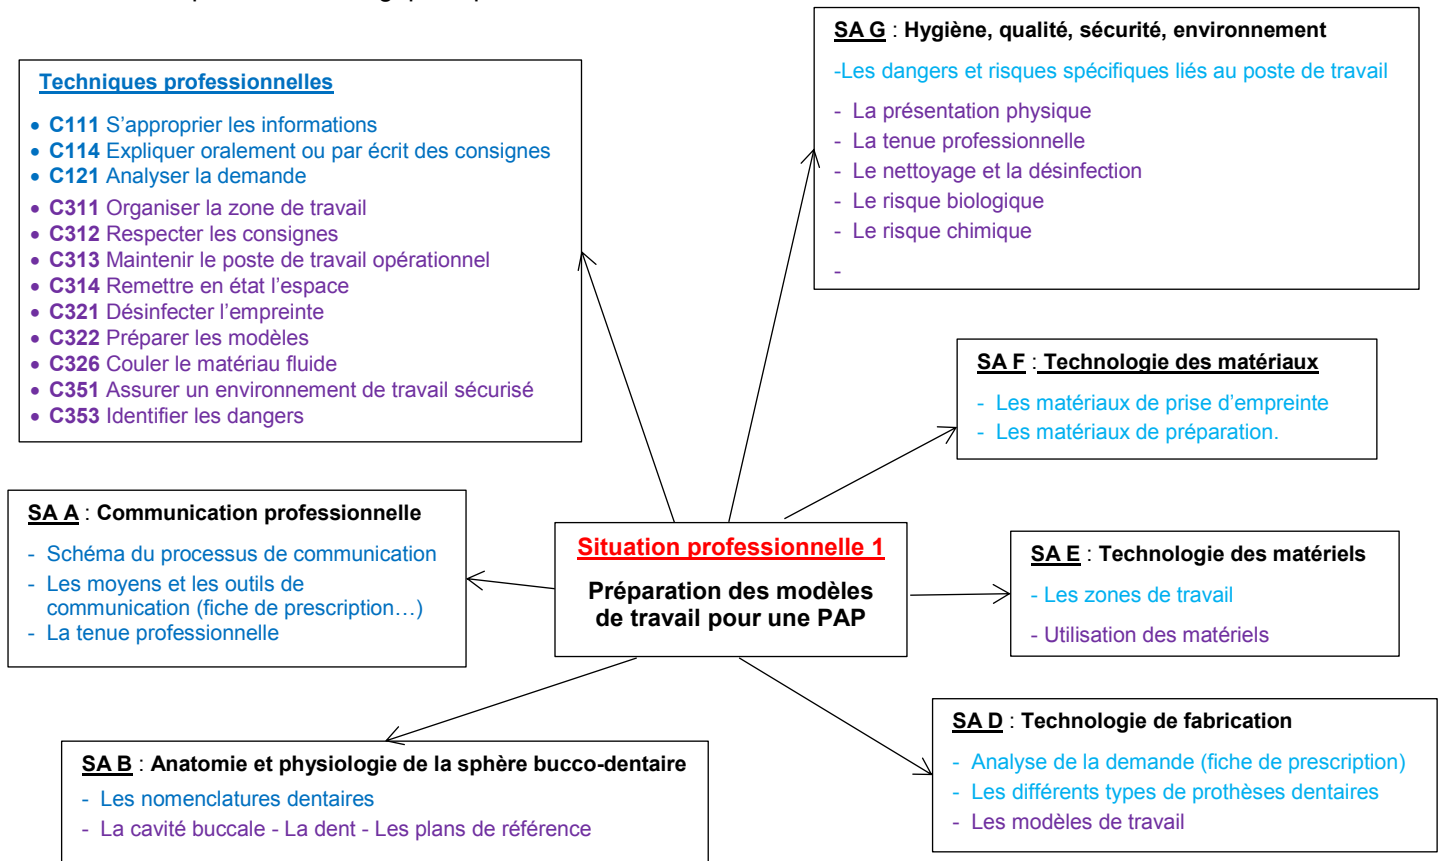 Techniques professionnelles
• C111 S'approprier les informations
• C114 Expliquer oralement ou par écrit des consignes
• C121 Analyser la demande
• C311 Organiser la zone de travail
• C312 Respecter les consignes
• C313 Maintenir le poste de travail opérationnel
• C314 Remettre en état l'espace
• C321 Désinfecter l'empreinte
• C322 Préparer les modèles
• C326 Couler le matériau fluide
• C351 Assurer un environnement de travail sécurisé
• C353 Identifier les dangers
SA G : Hygiène, qualité, sécurité, environnement
-Les dangers et risques spécifiques liés au poste de travail
- La présentation physique
- La tenue professionnelle
- Le nettoyage et la désinfection
- Le risque biologique
- Le risque chimique
-
SA F : Technologie des matériaux
- Les matériaux de prise d'empreinte
- Les matériaux de préparation.
SA A : Communication professionnelle
- Schéma du processus de communication
- Les moyens et les outils de
communication (fiche de prescription…)
- La tenue professionnelle
Situation professionnelle 1
Préparation des modèles
de travail pour une PAP
SA E : Technologie des matériels
- Les zones de travail
- Utilisation des matériels
SA B : Anatomie et physiologie de la sphère bucco-dentaire
- Les nomenclatures dentaires
- La cavité buccale - La dent - Les plans de référence
SA D : Technologie de fabrication
- Analyse de la demande (fiche de prescription)
- Les différents types de prothèses dentaires
- Les modèles de travail